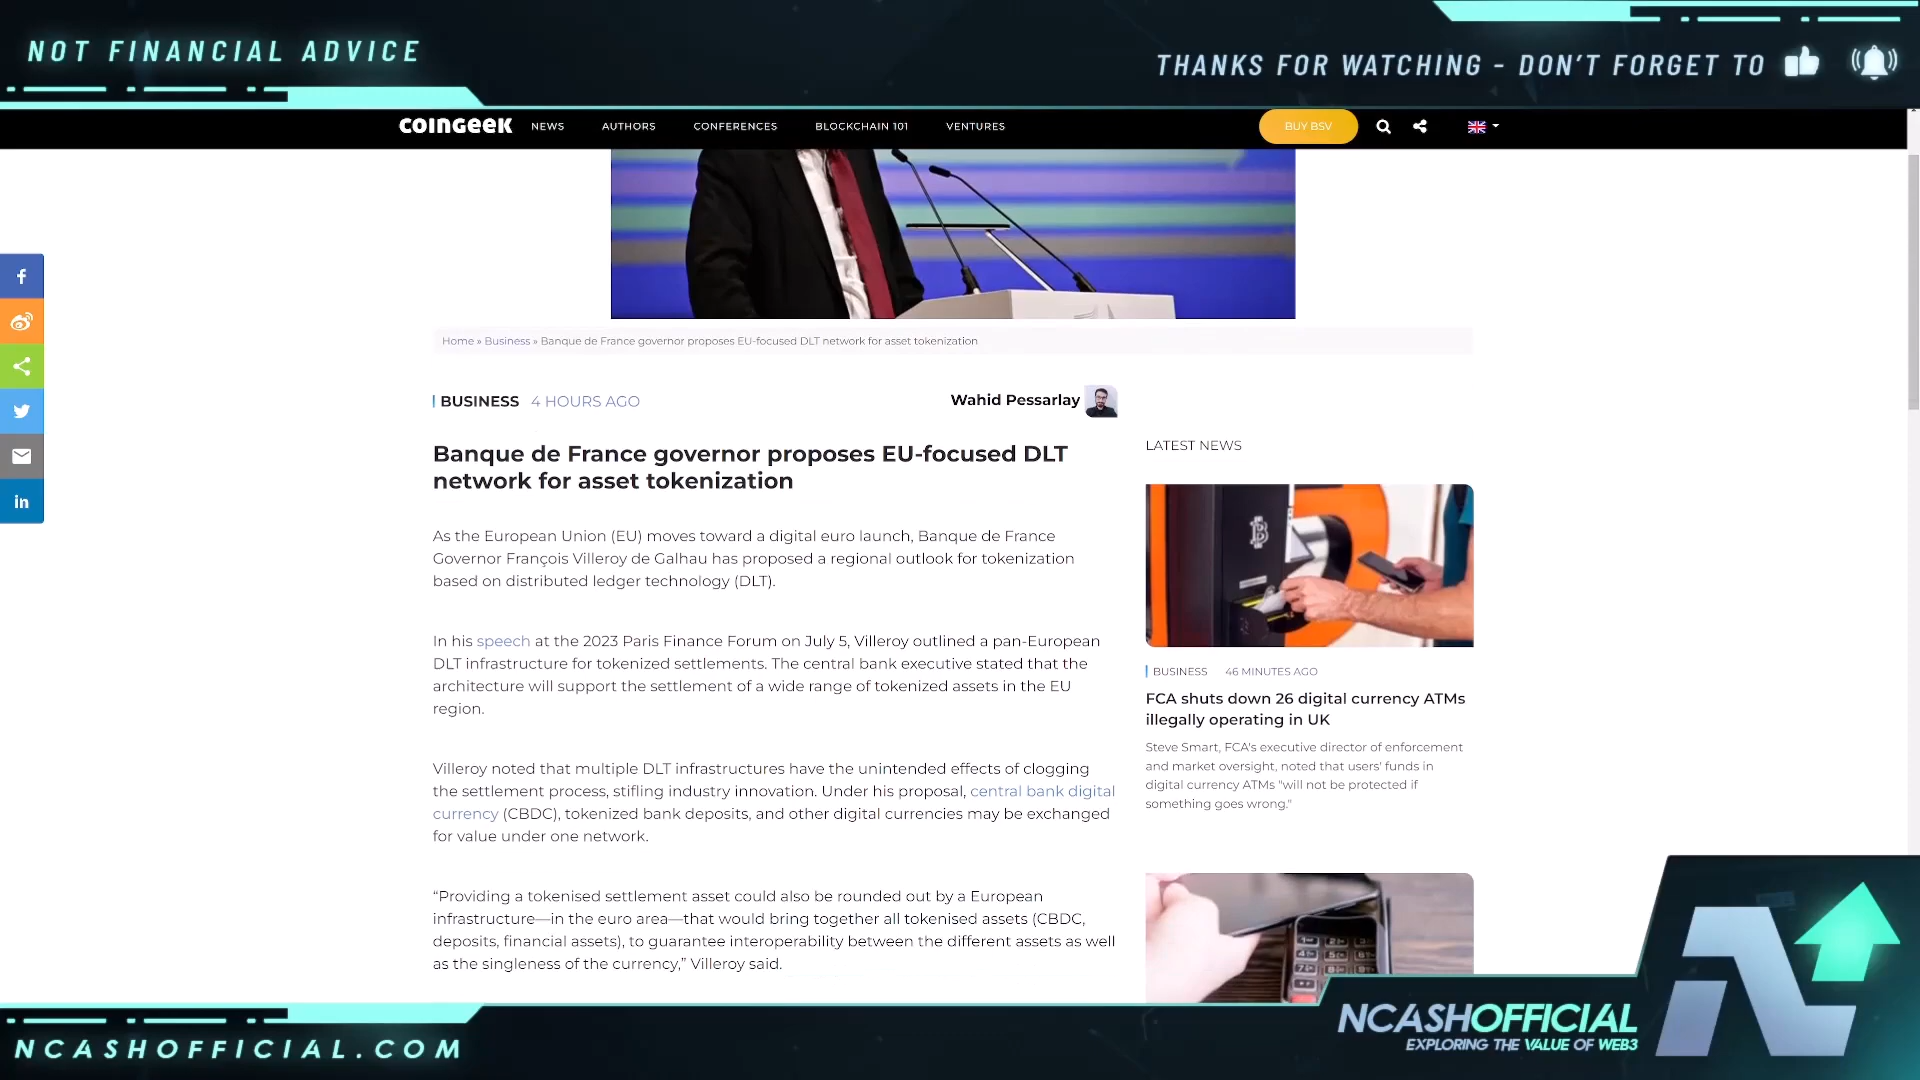 NOT FINANCIAL ADVICE
THANKS FOR WATCHING - DON'T FORGET TO
COINGEEK
NEWS
AUTHORS
CONFERENCES
BLOCKCHAIN 101
VENTURES
BUY BSV
Home » Business » Banque de France governor proposes EU-focused DLT network for asset tokenization
BUSINESS 4 HOURS AGO
Wahid Pessarlay
Banque de France governor proposes EU-focused DLT
network for asset tokenization
As the European Union (EU) moves toward a digital euro launch, Banque de France
Governor François Villeroy de Galhau has proposed a regional outlook for tokenization
based on distributed ledger technology (DLT).
In his speech at the 2023 Paris Finance Forum on July 5, Villeroy outlined a pan-European
DLT infrastructure for tokenized settlements. The central bank executive stated that the
architecture will support the settlement of a wide range of tokenized assets in the EU
region.
Villeroy noted that multiple DLT infrastructures have the unintended effects of clogging
the settlement process, stifling industry innovation. Under his proposal, central bank digital
currency (CBDC), tokenized bank deposits, and other digital currencies may be exchanged
for value under one network.
“Providing a tokenised settlement asset could also be rounded out by a European
infrastructure—in the euro area—that would bring together all tokenised assets (CBDC,
deposits, financial assets), to guarantee interoperability between the different assets as well
as the singleness of the currency,” Villeroy said.
LATEST NEWS
BUSINESS 46 MINUTES AGO
FCA shuts down 26 digital currency ATMs
illegally operating in UK
Steve Smart, FCA's executive director of enforcement
and market oversight, noted that users' funds in
digital currency ATMs "will not be protected if
something goes wrong."
NCASHOFFICIAL.COM
NCASHOFFICIAL
EXPLORING THE VALUE OF WEB3